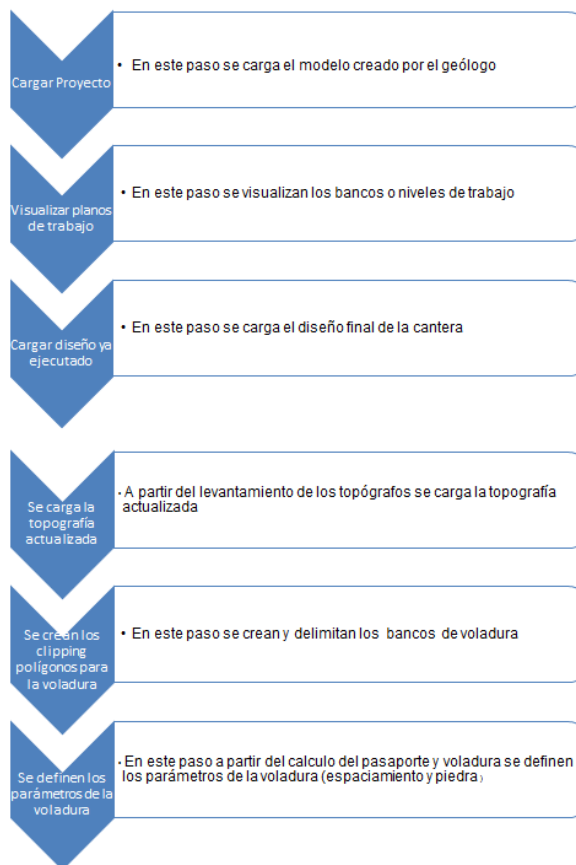 Cargar Proyecto
• En este paso se carga el modelo creado por el geólogo
Visualizar planos
de trabajo
• En este paso se visualizan los bancos o niveles de trabajo
Cargar diseño ya
ejecutado
• En este paso se carga el diseño final de la cantera
Se carga la
topografía
actualizada
· A partir del levantamiento de los topógrafos se carga la topografía
actualizada
Se crean los
clipping
polígonos para
la voladura
• En este paso se crean y delimitan los bancos de voladura
Se definen los
parámetros de la
voladura
· En este paso a partir del calculo del pasaporte y voladura se definen
los parámetros de la voladura (espaciamiento y piedra)